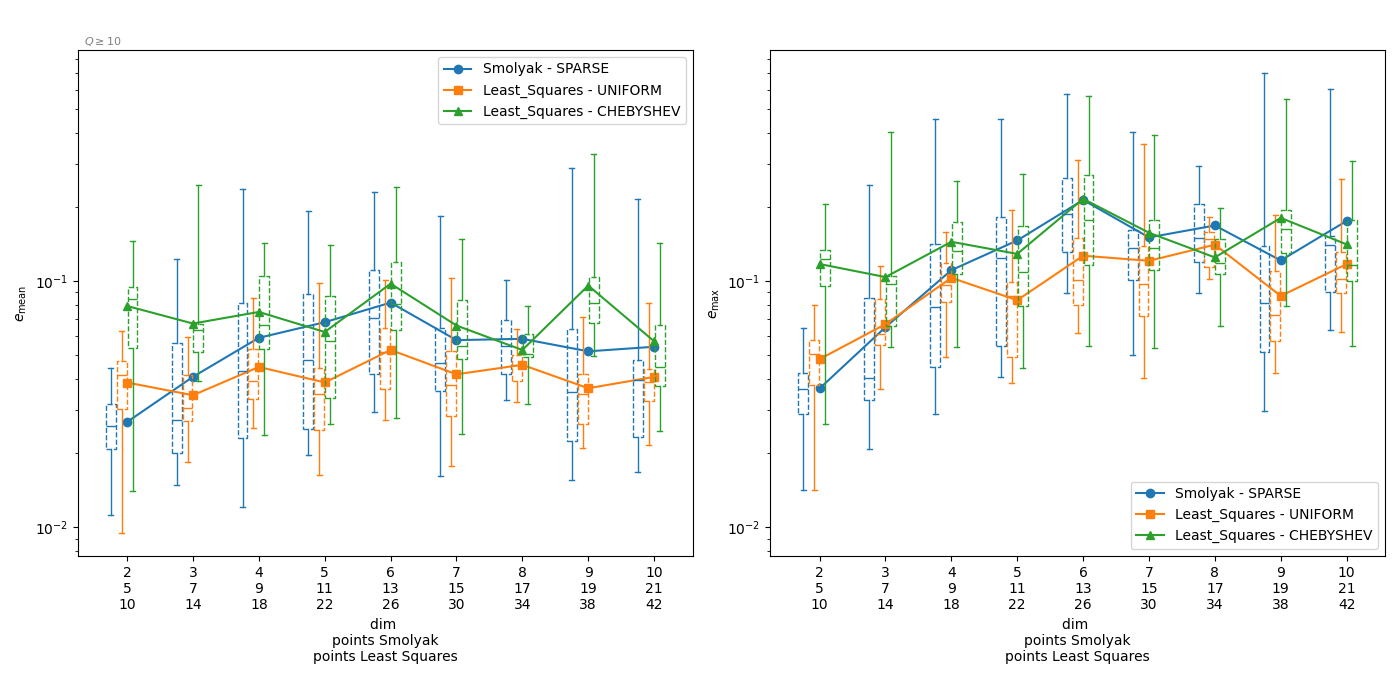 Q ≥ 10
Smolyak - SPARSE
Least_Squares - UNIFORM
Least_Squares - CHEBYSHEV
10⁻¹
10⁻²
e_mean
2 3 4 5 6 7 8 9 10
5 7 9 11 13 15 17 19 21
10 14 18 22 26 30 34 38 42
dim
points Smolyak
points Least Squares
10⁻¹
10⁻²
e_max
Smolyak - SPARSE
Least_Squares - UNIFORM
Least_Squares - CHEBYSHEV
2 3 4 5 6 7 8 9 10
5 7 9 11 13 15 17 19 21
10 14 18 22 26 30 34 38 42
dim
points Smolyak
points Least Squares